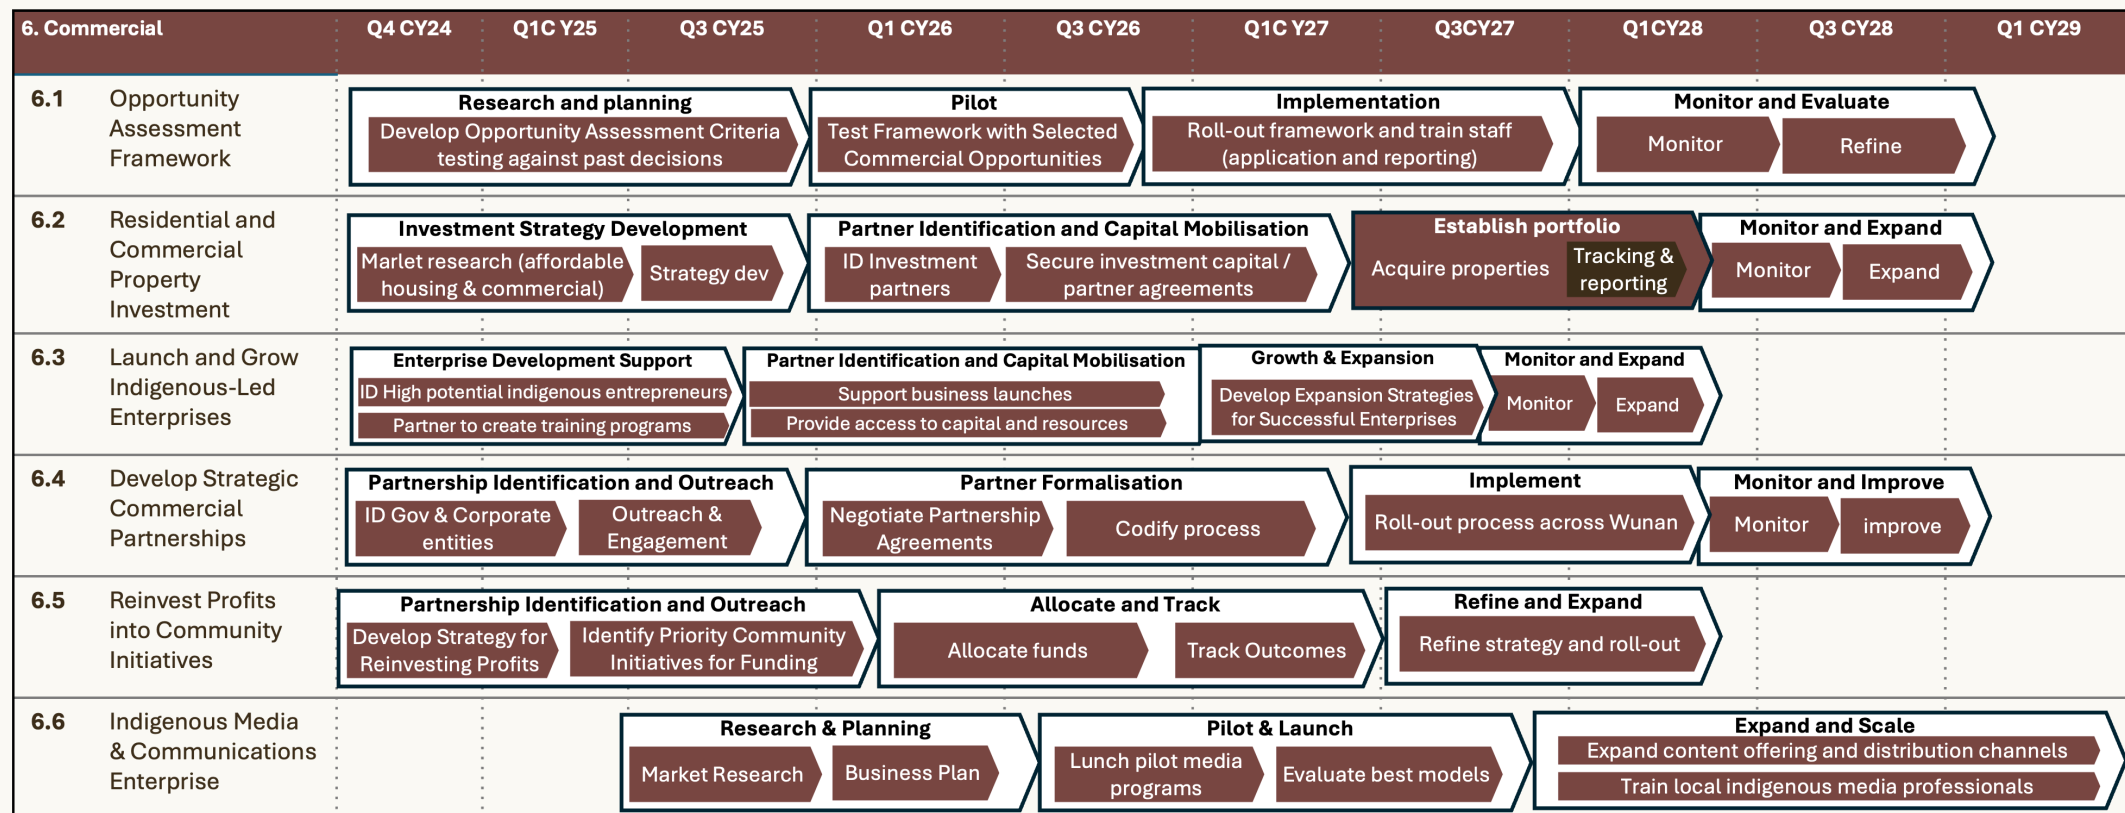 6. Commercial
Q4 CY24
Q1C Y25
Q3 CY25
Q1 CY26
Q3 CY26
Q1C Y27
Q3CY27
Q1CY28
Q3 CY28
Q1 CY29
6.1
Opportunity
Assessment
Framework
Research and planning
Develop Opportunity Assessment Criteria
testing against past decisions
Pilot
Test Framework with Selected
Commercial Opportunities
Implementation
Roll-out framework and train staff
(application and reporting)
Monitor and Evaluate
Monitor
Refine
6.2
Residential and
Commercial
Property
Investment
Investment Strategy Development
Marlet research (affordable
housing & commercial)
Strategy dev
Partner Identification and Capital Mobilisation
ID Investment
partners
Secure investment capital /
partner agreements
Establish portfolio
Acquire properties
Tracking &
reporting
Monitor and Expand
Monitor
Expand
6.3
Launch and Grow
Indigenous-Led
Enterprises
Enterprise Development Support
ID High potential indigenous entrepreneurs
Partner to create training programs
Partner Identification and Capital Mobilisation
Support business launches
Provide access to capital and resources
Growth & Expansion
Develop Expansion Strategies
for Successful Enterprises
Monitor and Expand
Monitor
Expand
6.4
Develop Strategic
Commercial
Partnerships
Partnership Identification and Outreach
ID Gov & Corporate
entities
Outreach &
Engagement
Partner Formalisation
Negotiate Partnership
Agreements
Codify process
Implement
Roll-out process across Wunan
Monitor and Improve
Monitor
improve
6.5
Reinvest Profits
into Community
Initiatives
Partnership Identification and Outreach
Develop Strategy for
Reinvesting Profits
Identify Priority Community
Initiatives for Funding
Allocate and Track
Allocate funds
Track Outcomes
Refine and Expand
Refine strategy and roll-out
6.6
Indigenous Media
& Communications
Enterprise
Research & Planning
Market Research
Business Plan
Pilot & Launch
Lunch pilot media
programs
Evaluate best models
Expand and Scale
Expand content offering and distribution channels
Train local indigenous media professionals